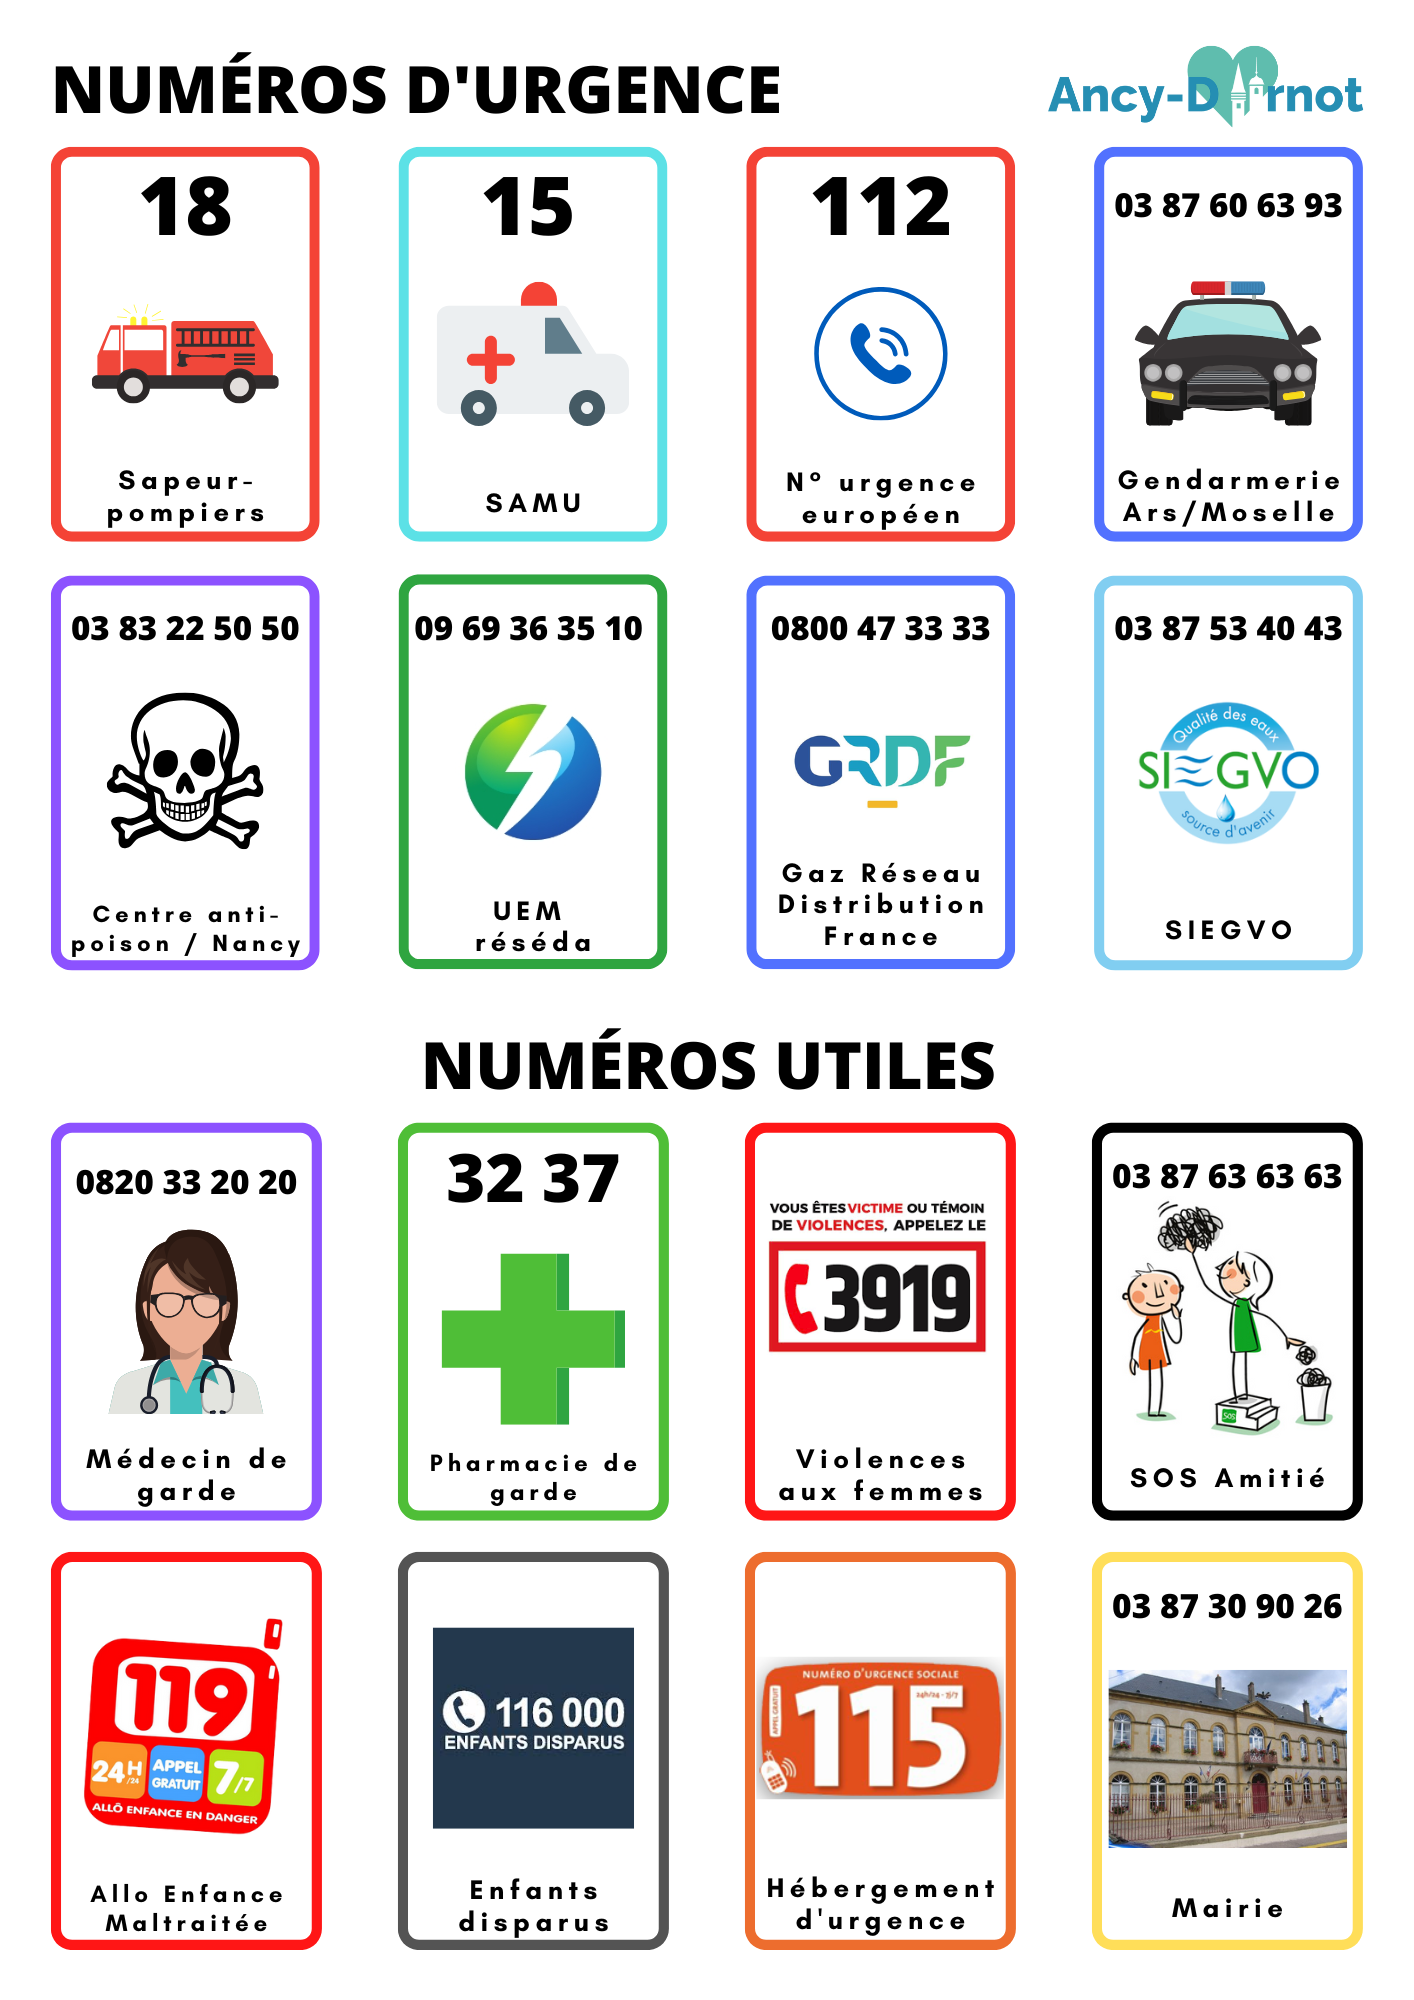 NUMÉROS D'URGENCE
Ancy-Dornot
18
Sapeur-
pompiers
15
SAMU
112
N° urgence
européen
03 87 60 63 93
Gendarmerie
Ars/Moselle
03 83 22 50 50
Centre anti-
poison / Nancy
09 69 36 35 10
UEM
réséda
0800 47 33 33
GRDF
Gaz Réseau
Distribution
France
03 87 53 40 43
Qualité des eaux
SIEGVO
source d'avenir
SIEGVO
NUMÉROS UTILES
0820 33 20 20
Médecin de
garde
32 37
Pharmacie de
garde
VOUS ÊTES VICTIME OU TÉMOIN
DE VIOLENCES, APPELEZ LE
3919
Violences
aux femmes
03 87 63 63 63
SOS
SOS Amitié
119
24H/24
APPEL
GRATUIT
7/7
ALLÔ ENFANCE EN DANGER
Allo Enfance
Maltraitée
116 000
ENFANTS DISPARUS
Enfants
disparus
NUMÉRO D'URGENCE SOCIALE
115
24h/24 - 7j/7
APPEL GRATUIT
Hébergement
d'urgence
03 87 30 90 26
Mairie